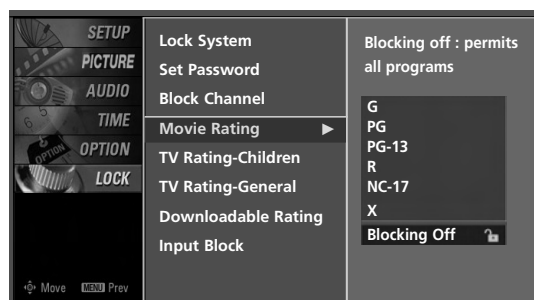 SETUP
PICTURE
AUDIO
TIME
OPTION
LOCK
Move MENU Prev
Lock System
Set Password
Block Channel
Movie Rating
TV Rating-Children
TV Rating-General
Downloadable Rating
Input Block
Blocking off : permits
all programs
G
PG
PG-13
R
NC-17
X
Blocking Off